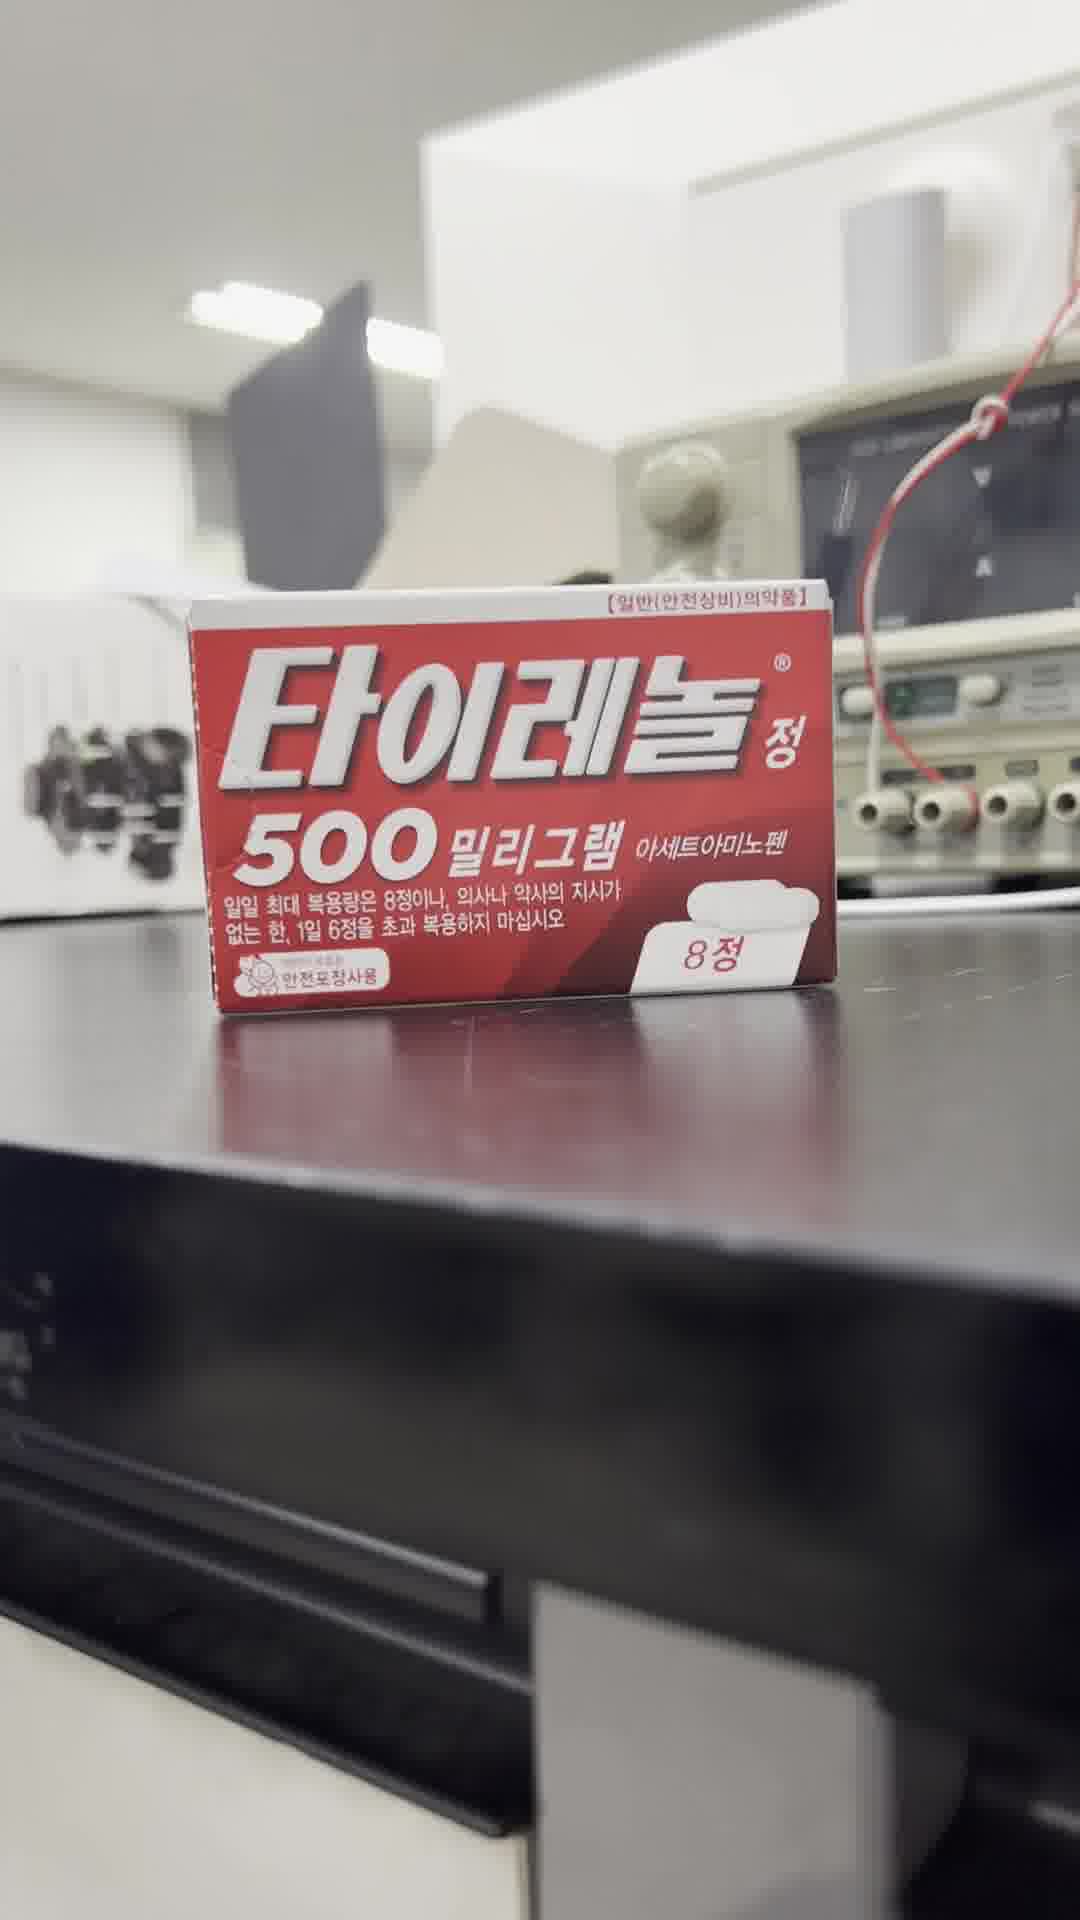 【일반(안전상비)의약품】
타이레놀® 정
500 밀리그램 아세트아미노펜
일일 최대 복용량은 8정이나, 의사나 약사의 지시가
없는 한, 1일 6정을 초과 복용하지 마십시오
안전포장사용
8정
V
A